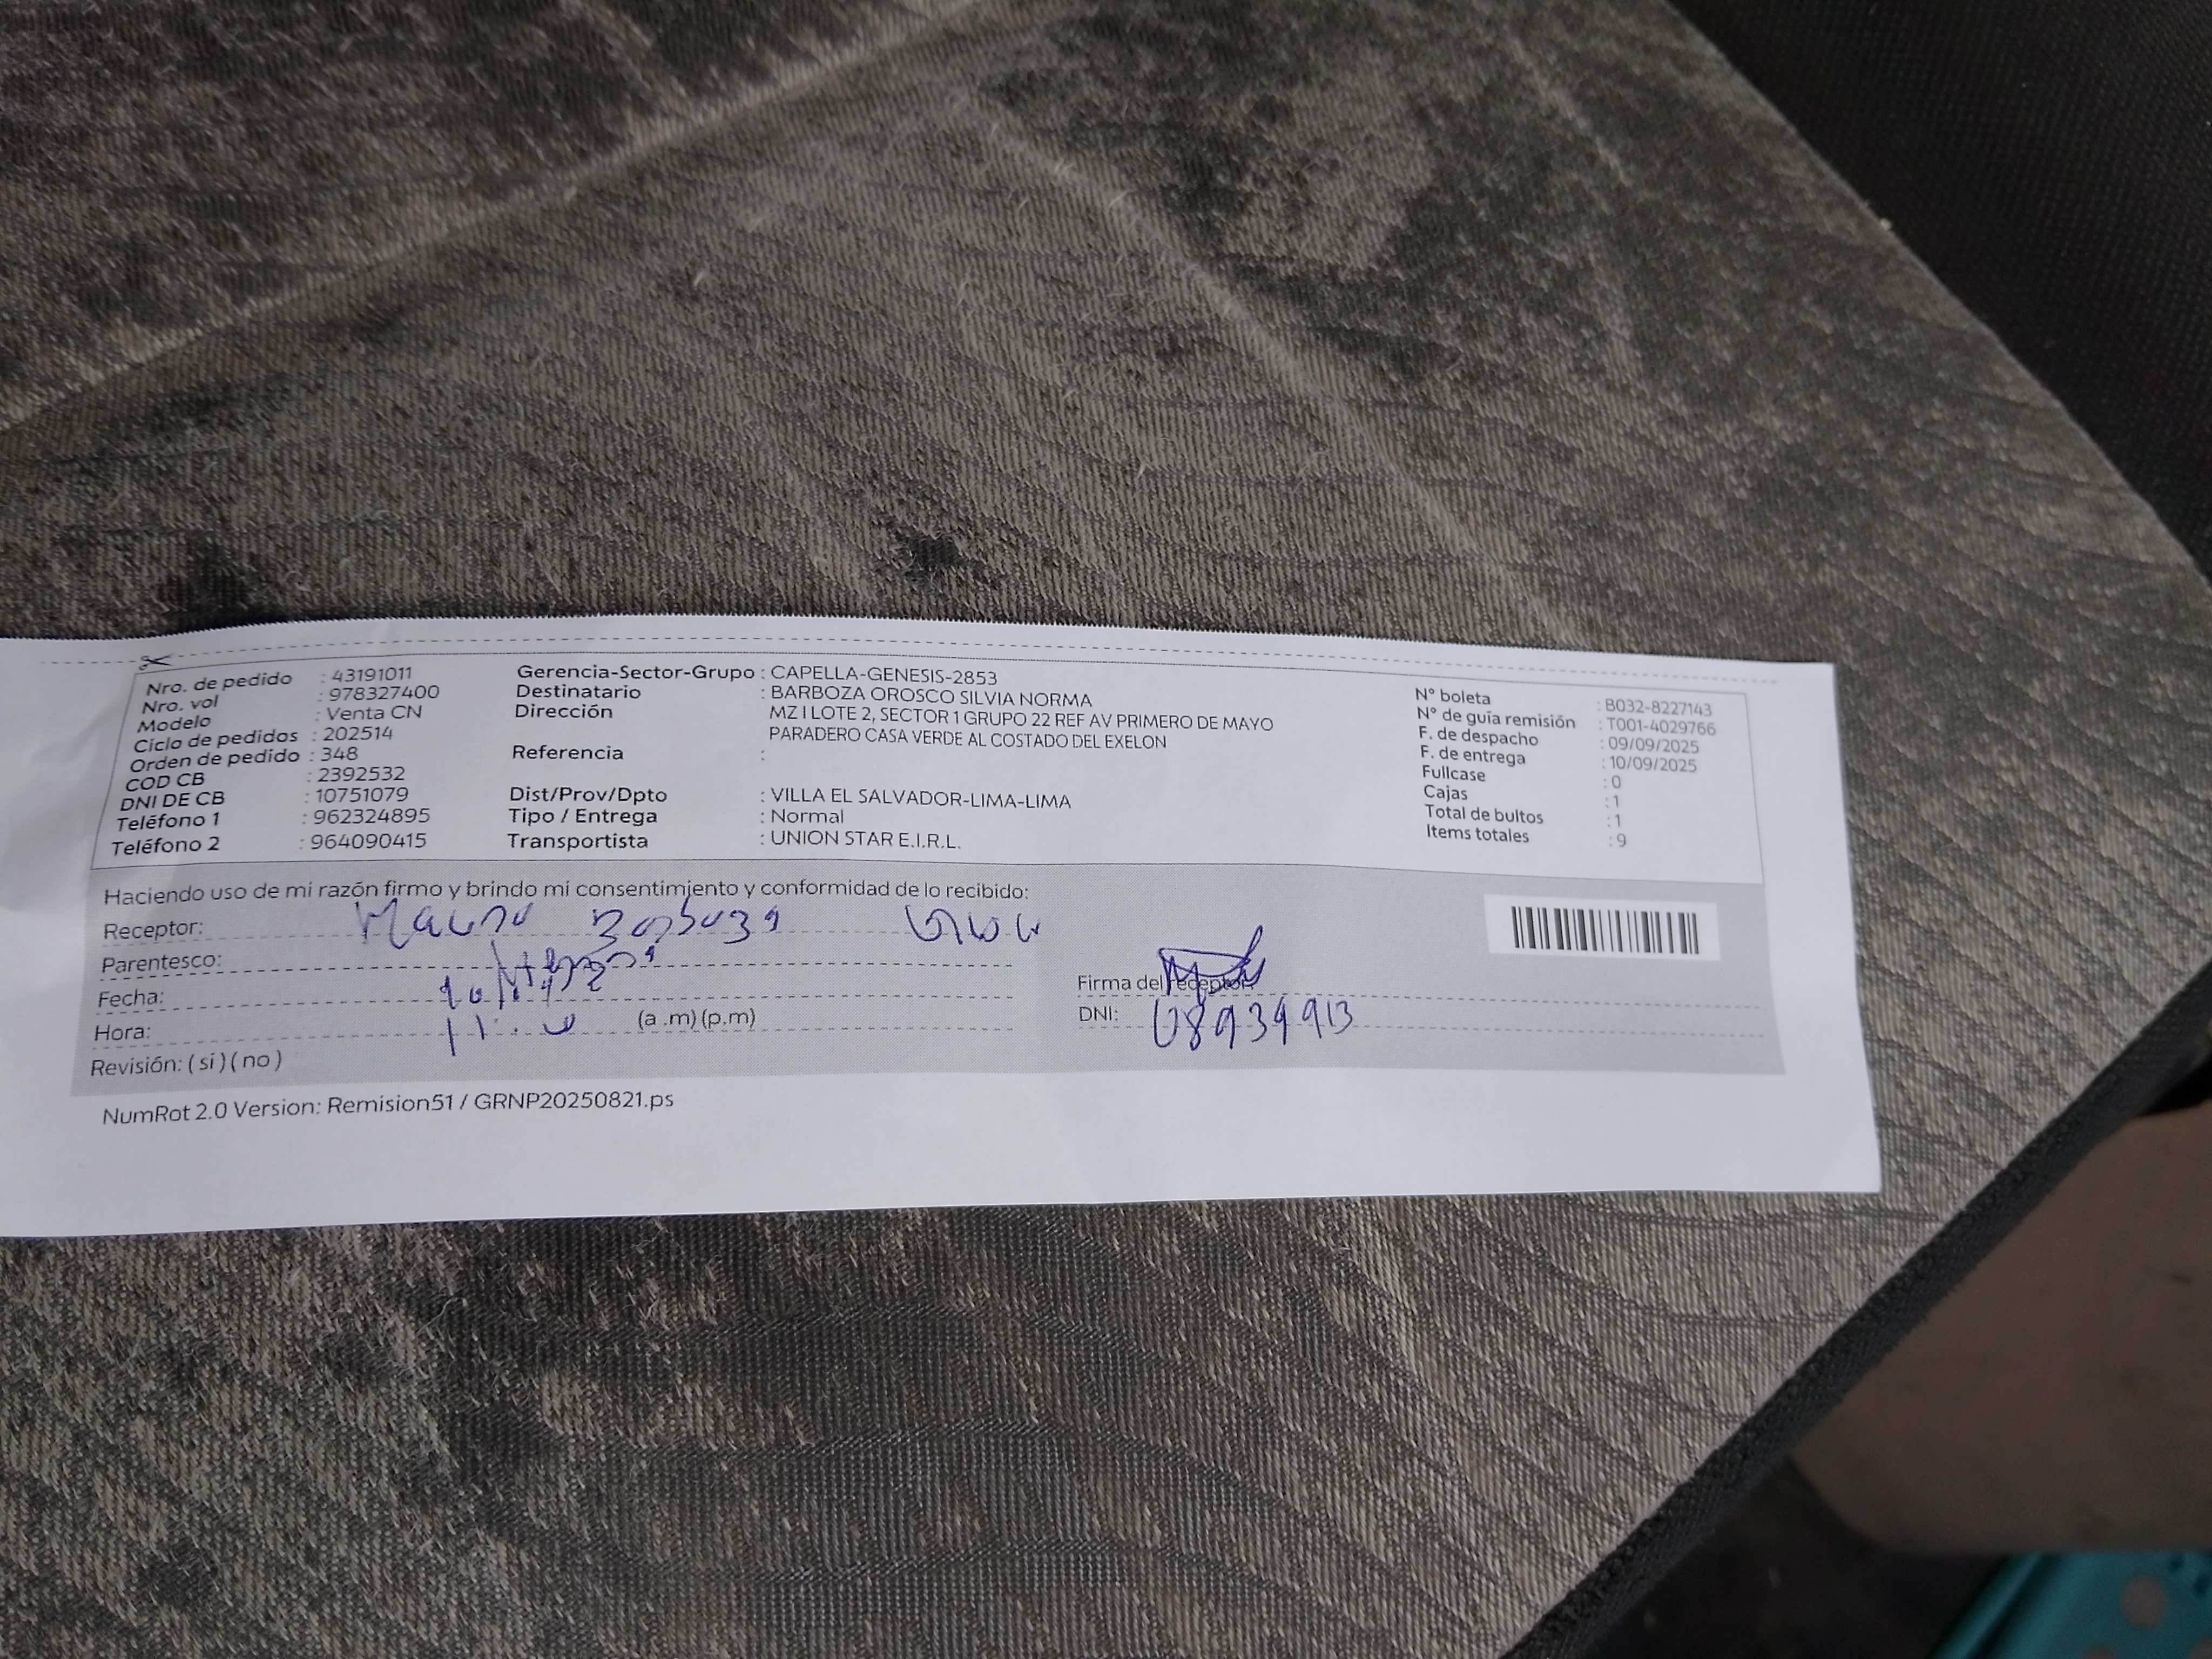 Nro. de pedido : 43191011
Nro. vol : 978327400
Modelo : Venta CN
Ciclo de pedidos : 202514
Orden de pedido : 348
COD CB : 2392532
DNI DE CB : 10751079
Teléfono 1 : 962324895
Teléfono 2 : 964090415
Gerencia-Sector-Grupo : CAPELLA-GENESIS-2853
Destinatario : BARBOZA OROSCO SILVIA NORMA
Dirección MZ I LOTE 2, SECTOR 1 GRUPO 22 REF AV PRIMERO DE MAYO
PARADERO CASA VERDE AL COSTADO DEL EXELON
Referencia :
Dist/Prov/Dpto : VILLA EL SALVADOR-LIMA-LIMA
Tipo / Entrega : Normal
Transportista : UNION STAR E.I.R.L.
N° boleta : B032-8227143
N° de guía remisión : T001-4029766
F. de despacho : 09/09/2025
F. de entrega : 10/09/2025
Fullcase : 0
Cajas : 1
Total de bultos : 1
Items totales : 9
Haciendo uso de mi razón firmo y brindo mi consentimiento y conformidad de lo recibido:
Receptor:
Parentesco:
Fecha:
Hora: (a .m) (p.m)
Revisión: ( si ) ( no )
Firma del receptor:
DNI: 08939913
NumRot 2.0 Version: Remision51 / GRNP20250821.ps